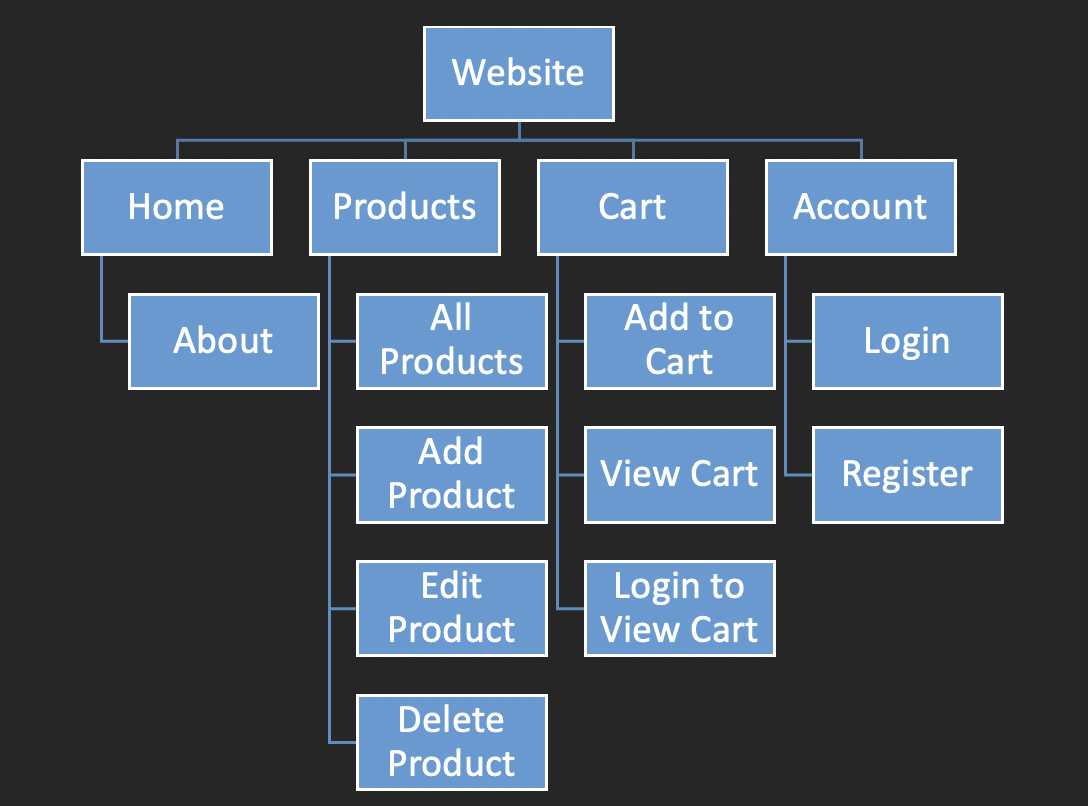 Website
Home
Products
Cart
Account
About
All
Products
Add to
Cart
Login
Add
Product
View Cart
Register
Edit
Product
Login to
View Cart
Delete
Product